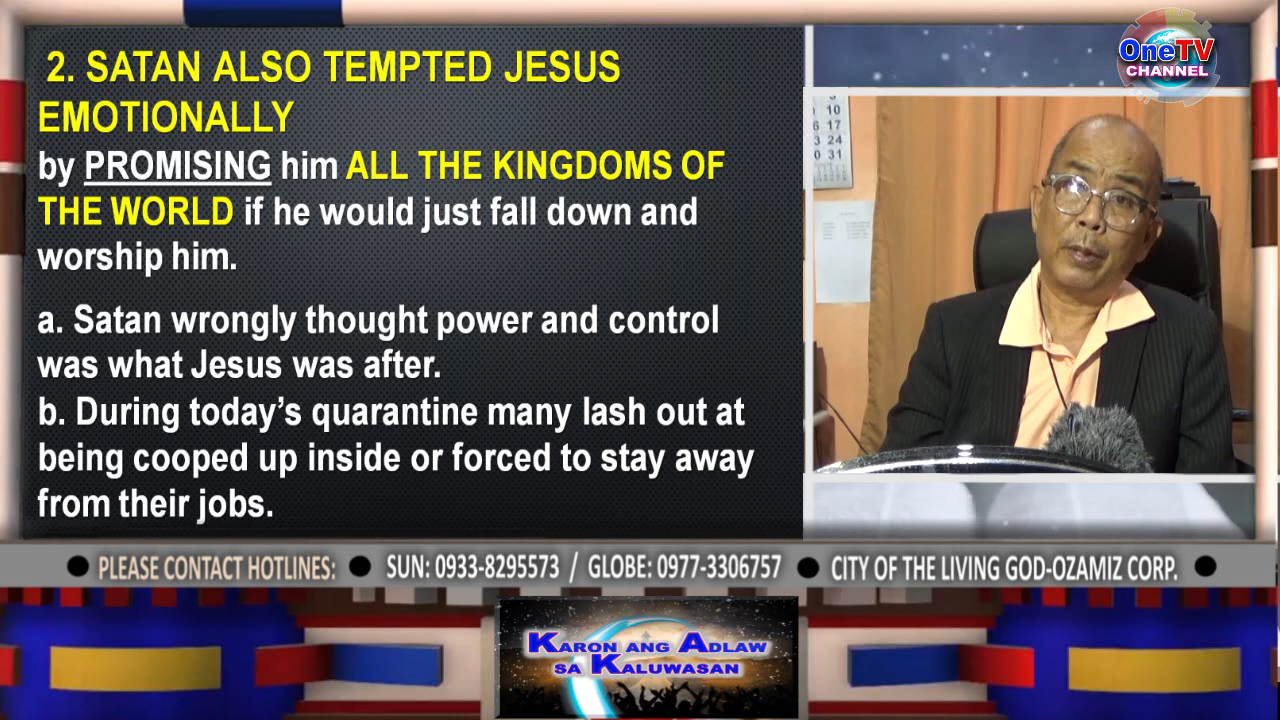 2. SATAN ALSO TEMPTED JESUS
EMOTIONALLY
by PROMISING him ALL THE KINGDOMS OF
THE WORLD if he would just fall down and
worship him.
a. Satan wrongly thought power and control
was what Jesus was after.
b. During today’s quarantine many lash out at
being cooped up inside or forced to stay away
from their jobs.
OneTV
CHANNEL
10
17
24
31
PLEASE CONTACT HOTLINES: ● SUN: 0933-8295573 / GLOBE: 0977-3306757 ● CITY OF THE LIVING GOD-OZAMIZ CORP. ●
KARON ANG ADLAW
SA KALUWASAN